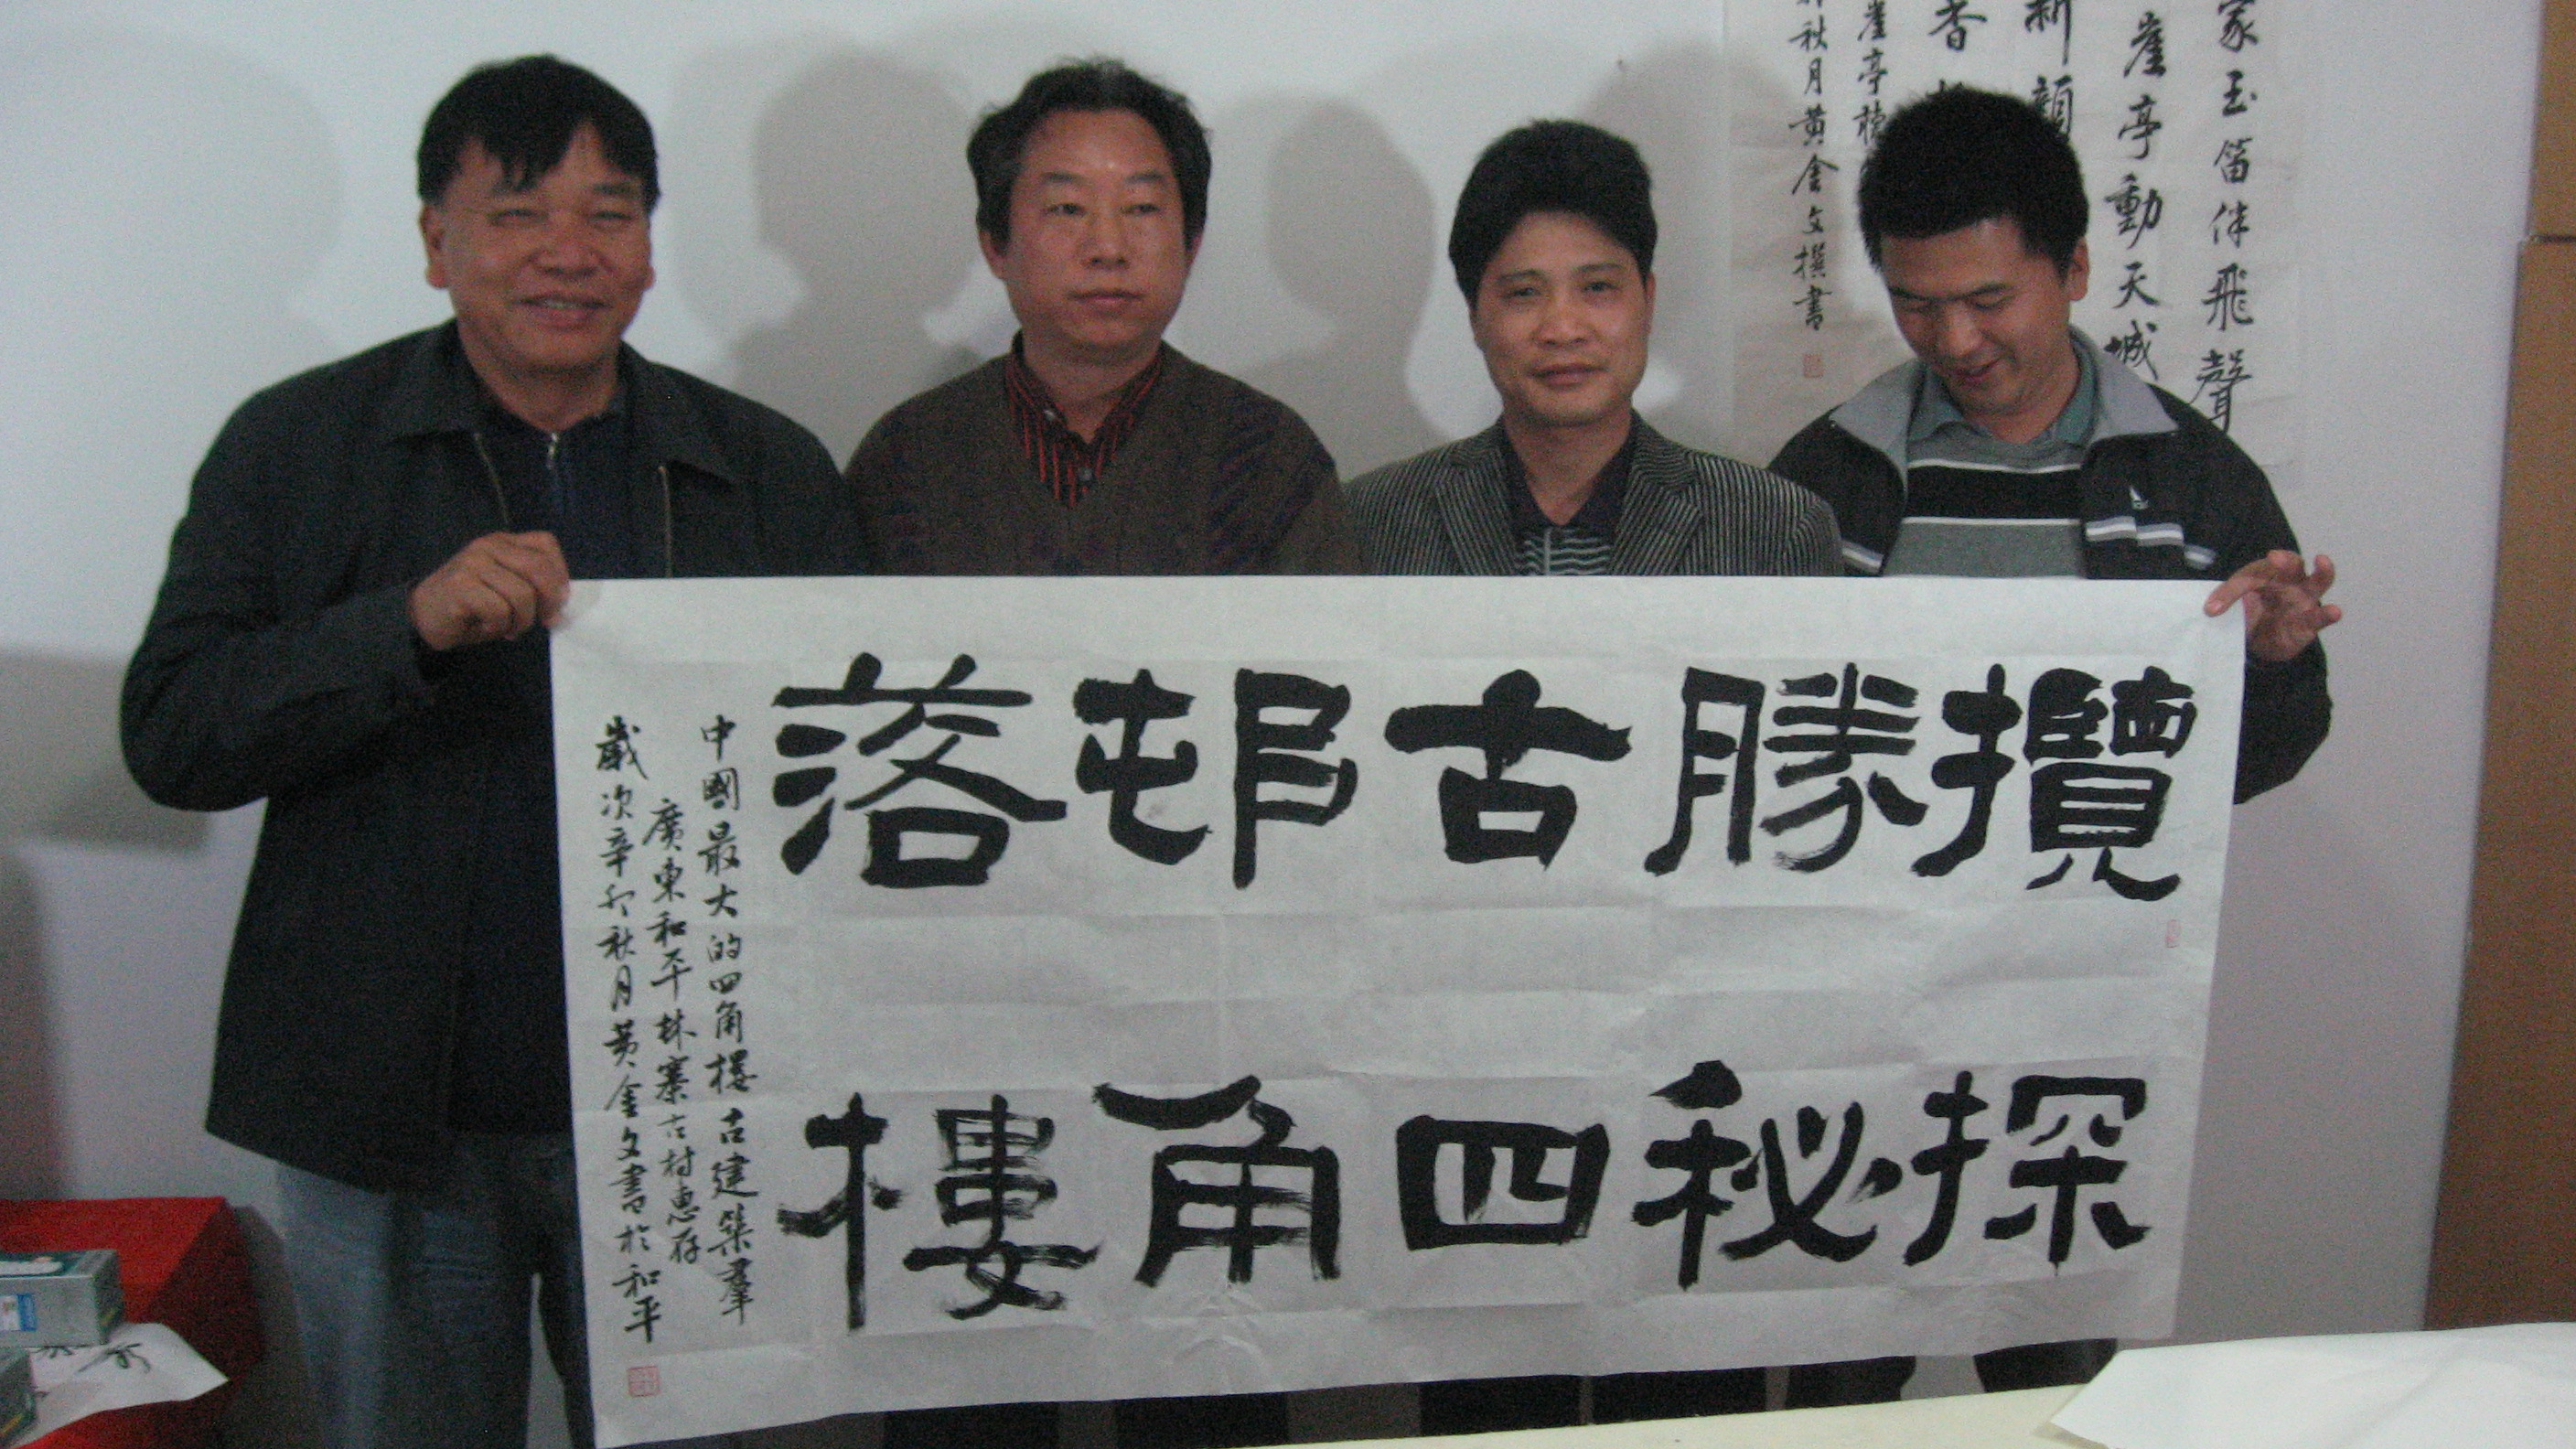 攬勝古邨落
探秘四角樓
中國最大的四角樓古建築羣
廣東和平林寨古村惠存
歲次辛卯秋月黄金文書於和平
家玉笛伴飛聲
崖亭動天城
新顏
香
崖亭
秋月黄金文撰書